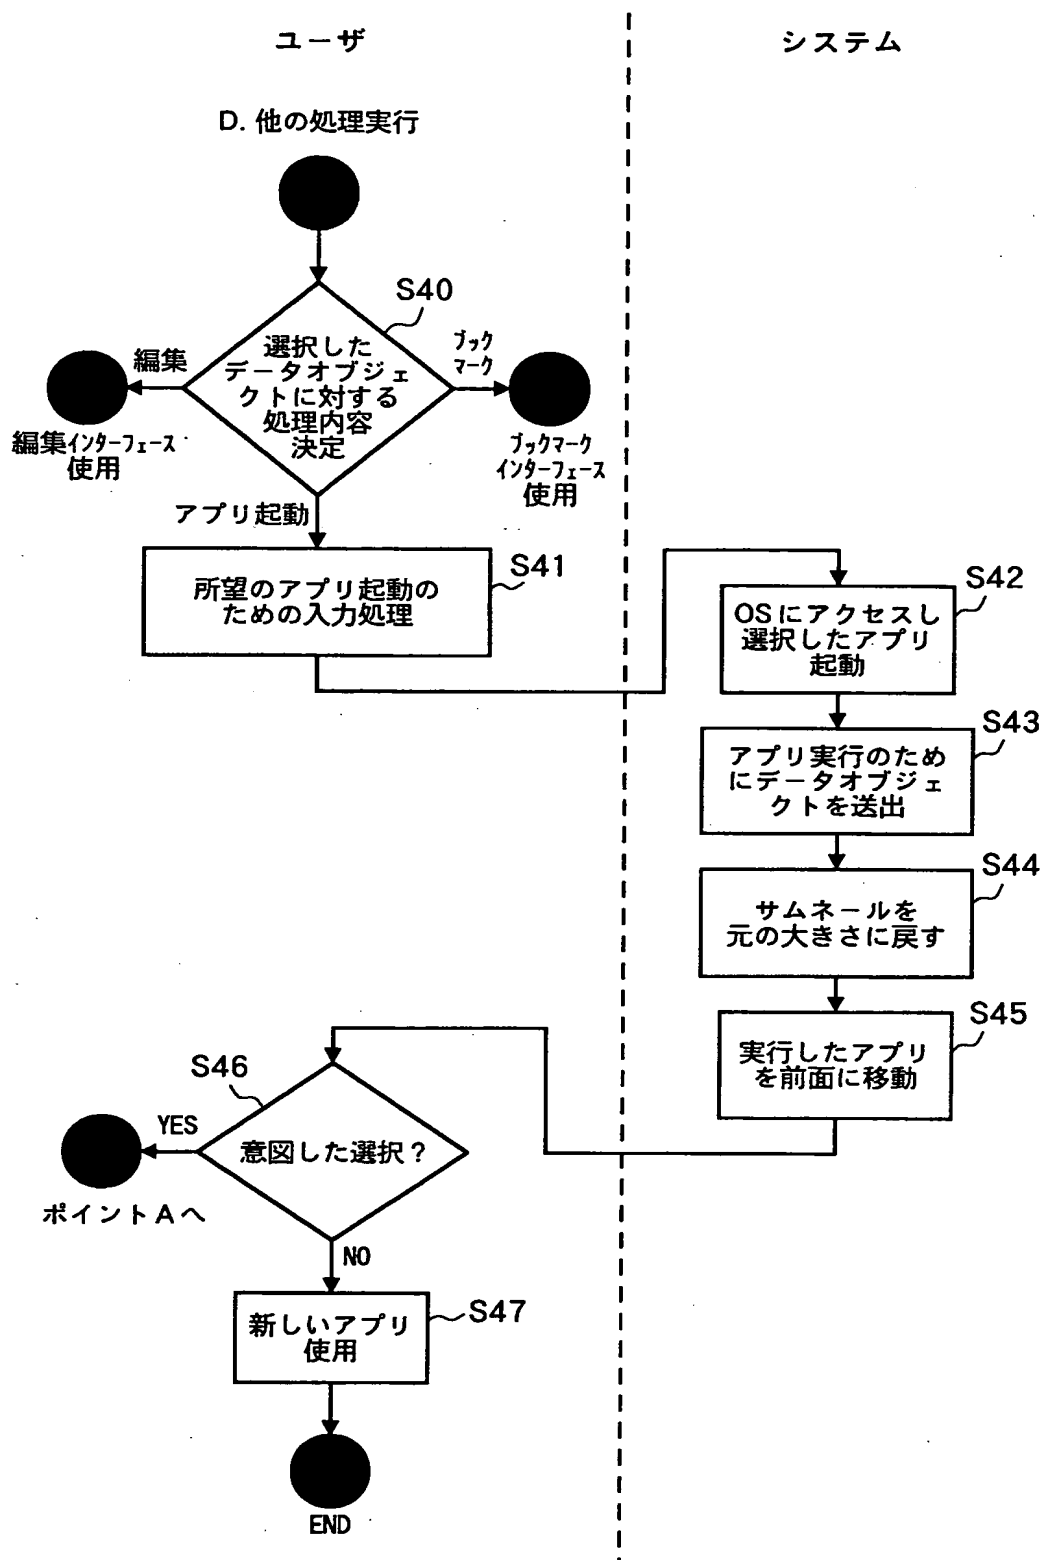 ユーザ
システム
D. 他の処理実行
S40
選択した
データオブジェ
クトに対する
処理内容
決定
編集
編集インターフェース
使用
ブック
マーク
ブックマーク
インターフェース
使用
アプリ起動
S41
所望のアプリ起動の
ための入力処理
S42
OSにアクセスし
選択したアプリ
起動
S43
アプリ実行のため
にデータオブジェ
クトを送出
S44
サムネールを
元の大きさに戻す
S45
実行したアプリ
を前面に移動
S46
意図した選択？
YES
ポイントAへ
NO
S47
新しいアプリ
使用
END